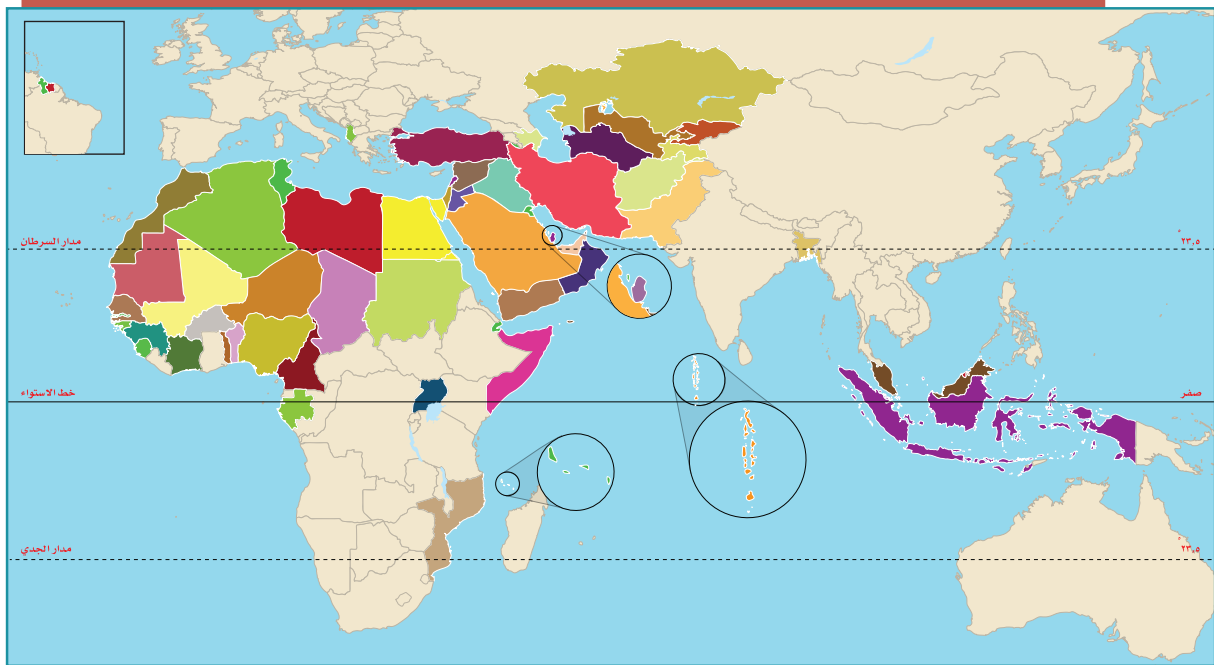 مدار السرطان
°٢٣.٥
خط الاستواء
صفر
مدار الجدي
°٢٣.٥